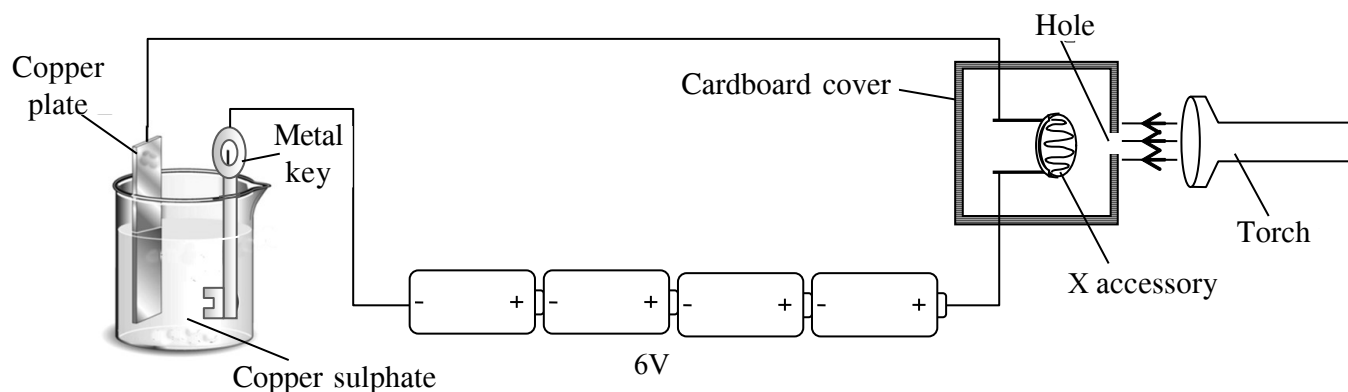 Hole
Copper
plate
Cardboard cover
Metal
key
Torch
X accessory
- + - + - + - +
6V
Copper sulphate